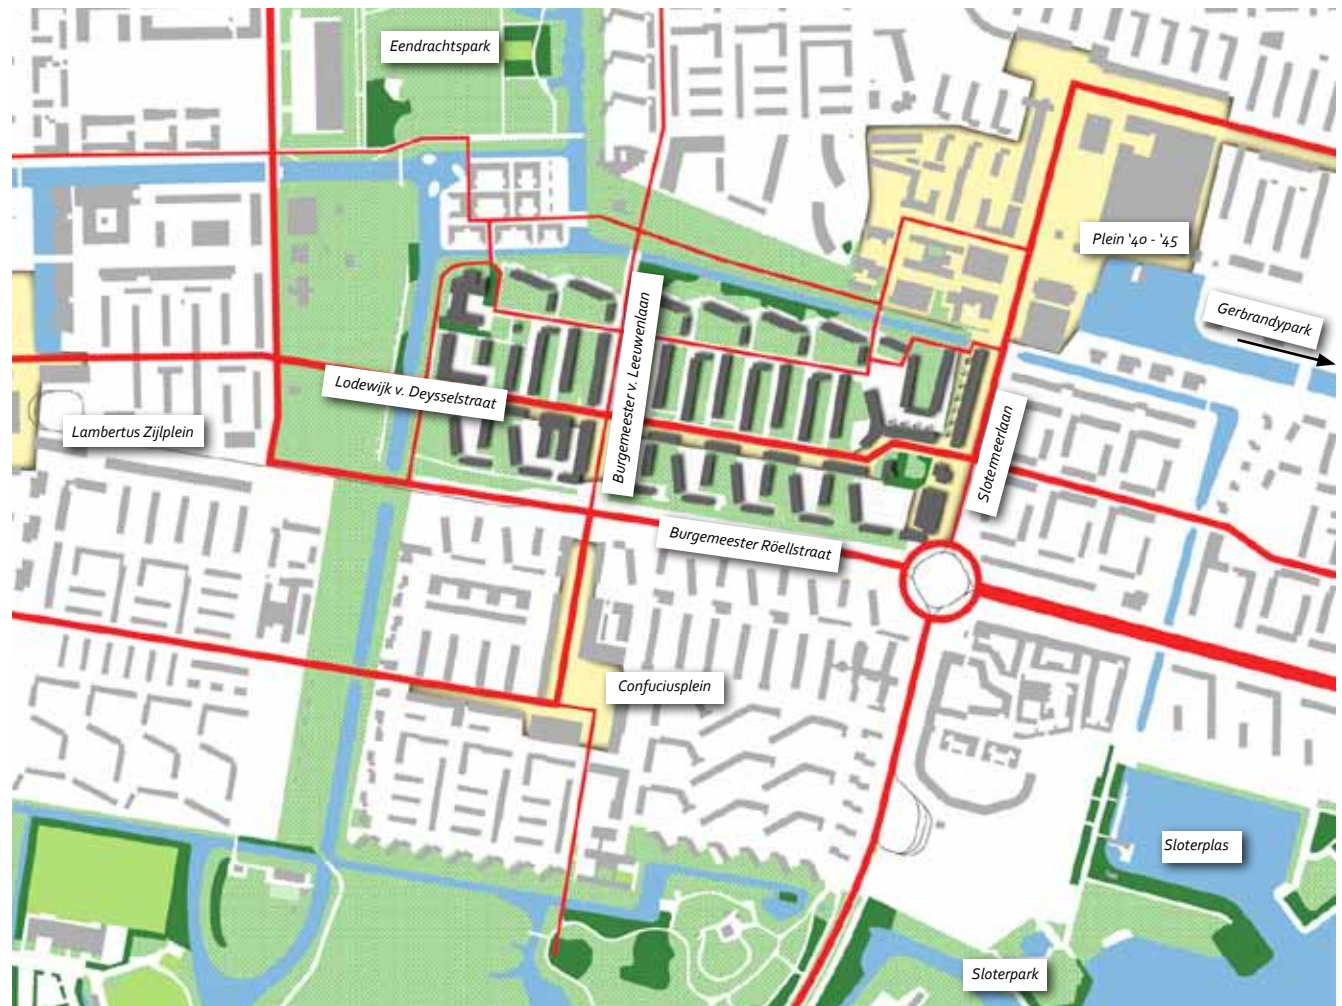 Eendrachtspark
Plein ‘40 - ‘45
Gerbrandypark
Lodewijk v. Deysselstraat
Burgemeester v. Leeuwenlaan
Lambertus Zijlplein
Slotermeerlaan
Burgemeester Röellstraat
Confuciusplein
Sloterplas
Sloterpark